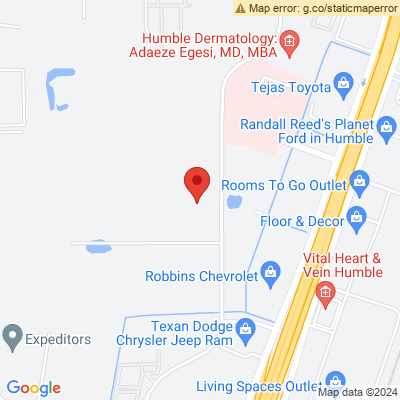 Map error: g.co/staticmaperror
Humble Dermatology:
Adaeze Egesi, MD, MBA
Tejas Toyota
Randall Reed's Planet
Ford in Humble
Rooms To Go Outlet
Floor & Decor
Vital Heart &
Vein Humble
Robbins Chevrolet
Texan Dodge
Chrysler Jeep Ram
Expeditors
Living Spaces Outlet
Google
Map data ©2024